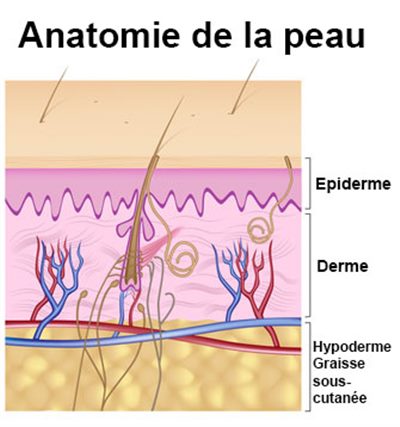 Anatomie de la peau
Epiderme
Derme
Hypoderme
Graisse
sous-
cutanée